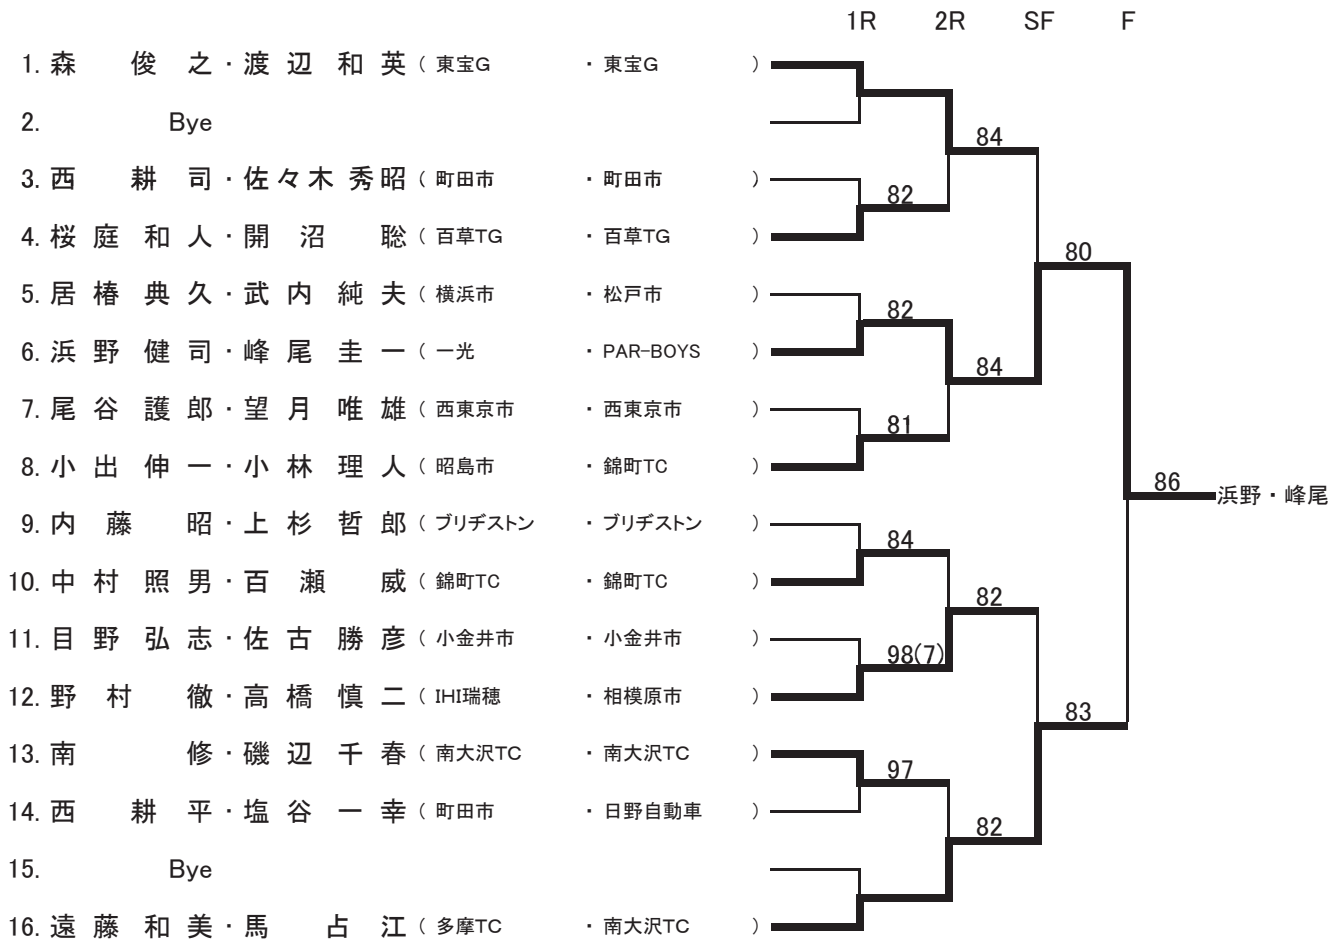 1R 2R SF F
1. 森 俊之・渡辺和英 ( 東宝G ・ 東宝G )
2. Bye
84
3. 西 耕司・佐々木秀昭 ( 町田市 ・ 町田市 )
82
4. 桜庭和人・開沼 聡 ( 百草TG ・ 百草TG )
80
5. 居椿典久・武内純夫 ( 横浜市 ・ 松戸市 )
82
6. 浜野健司・峰尾圭一 ( 一光 ・ PAR-BOYS )
84
7. 尾谷護郎・望月唯雄 ( 西東京市 ・ 西東京市 )
81
8. 小出伸一・小林理人 ( 昭島市 ・ 錦町TC )
86
浜野・峰尾
9. 内藤 昭・上杉哲郎 ( ブリヂストン ・ ブリヂストン )
84
10. 中村照男・百瀬 威 ( 錦町TC ・ 錦町TC )
82
11. 目野弘志・佐古勝彦 ( 小金井市 ・ 小金井市 )
98(7)
12. 野村 徹・高橋慎二 ( IHI瑞穂 ・ 相模原市 )
83
13. 南 修・磯辺千春 ( 南大沢TC ・ 南大沢TC )
97
14. 西 耕平・塩谷一幸 ( 町田市 ・ 日野自動車 )
82
15. Bye
16. 遠藤和美・馬 占江 ( 多摩TC ・ 南大沢TC )